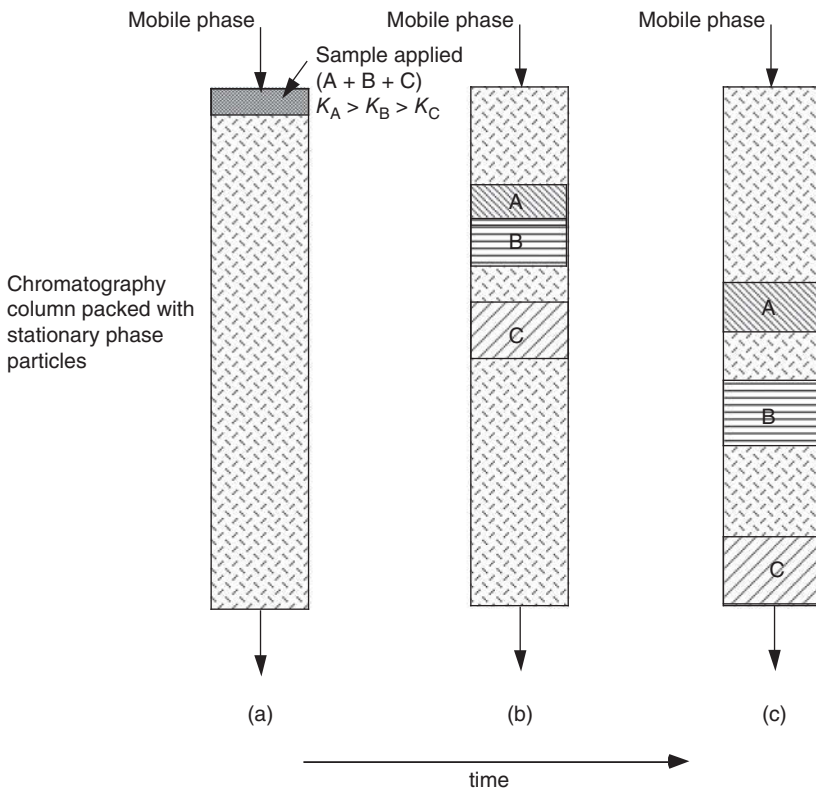 Mobile phase
Mobile phase
Mobile phase
Sample applied
(A + B + C)
K_A > K_B > K_C
Chromatography
column packed with
stationary phase
particles
A
B
C
A
B
C
(a)
(b)
(c)
time